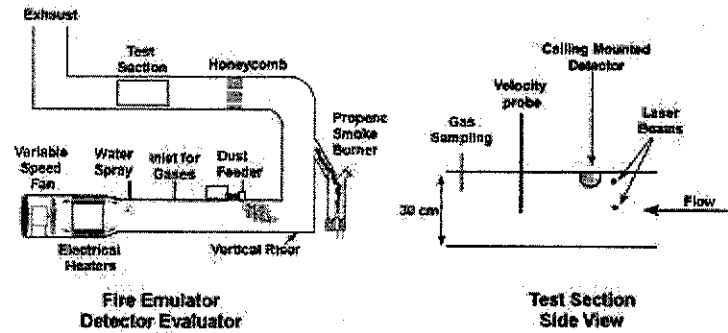 Exhaust
Test
Section
Honeycomb
Propane
Smoke
Burner
Variable
Speed
Fan
Water
Spray
Inlet for
Gases
Dust
Feeder
Electrical
Heaters
Vertical Riser
Fire Emulator
Detector Evaluator
Ceiling Mounted
Detector
Velocity
probe
Laser
Beams
Gas
Sampling
30 cm
Flow
Test Section
Side View